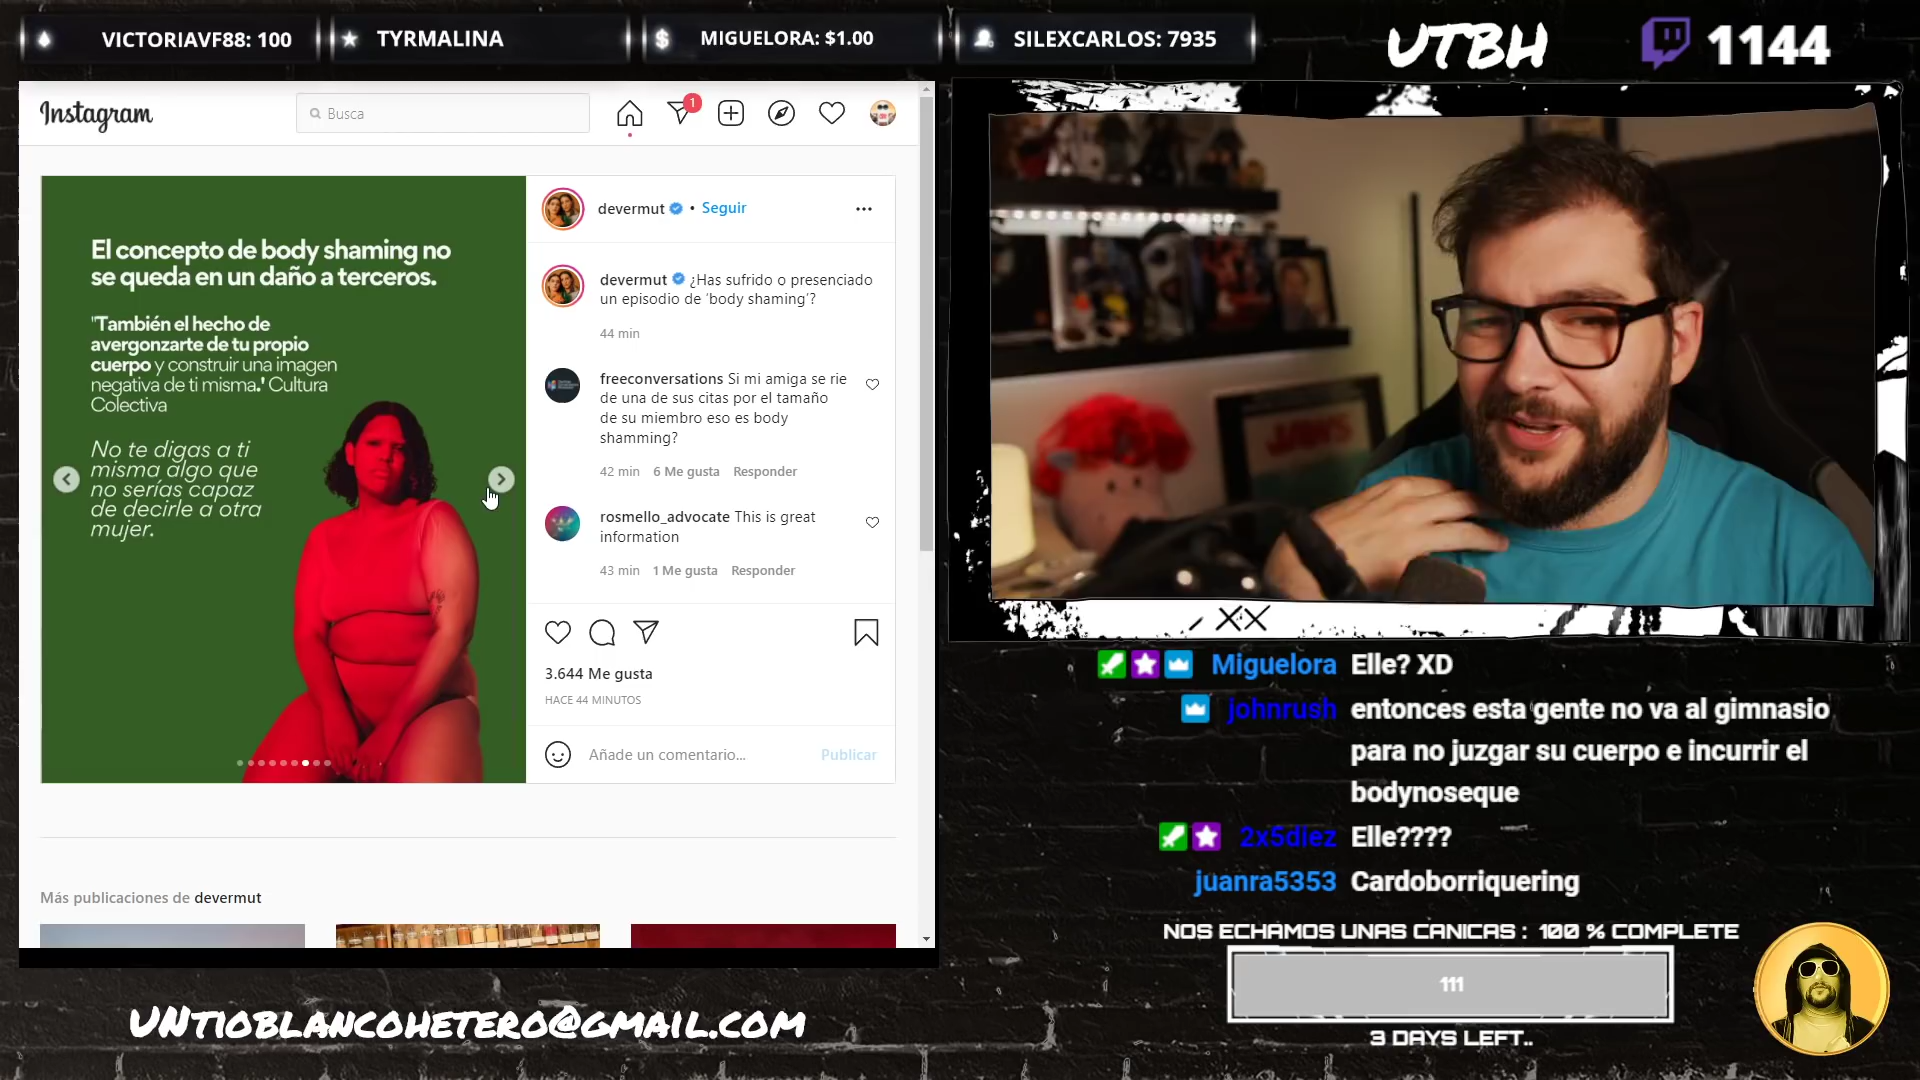 VICTORIAVF88: 100
TYRMALINA
MIGUELORA: $1.00
SILEXCARLOS: 7935
UTBH
1144
Instagram
Busca
1
El concepto de body shaming no
se queda en un daño a terceros.
"También el hecho de
avergonzarte de tu propio
cuerpo y construir una imagen
negativa de ti misma.' Cultura
Colectiva
No te digas a ti
misma algo que
no serías capaz
de decirle a otra
mujer.
devermut • Seguir
devermut ¿Has sufrido o presenciado
un episodio de ‘body shaming’?
44 min
freeconversations Si mi amiga se rie
de una de sus citas por el tamaño
de su miembro eso es body
shamming?
42 min 6 Me gusta Responder
rosmello_advocate This is great
information
43 min 1 Me gusta Responder
3.644 Me gusta
HACE 44 MINUTOS
Añade un comentario... Publicar
Más publicaciones de devermut
UNTIOBLANCOHETERO@GMAIL.COM
JAWS
XX
Miguelora Elle? XD
johnrush entonces esta gente no va al gimnasio
para no juzgar su cuerpo e incurrir el
bodynoseque
2x5diez Elle????
juanra5353 Cardoborriquering
NOS ECHAMOS UNAS CANICAS : 100 % COMPLETE
111
3 DAYS LEFT..